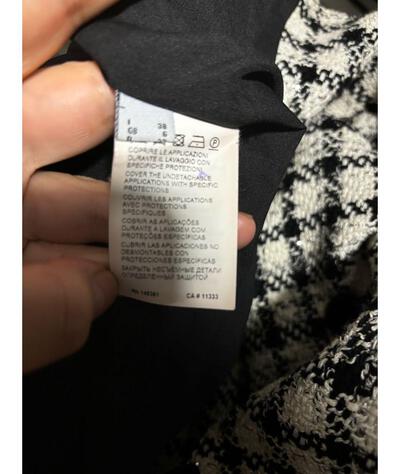 I 38
GB 6
COPRIRE LE APPLICAZIONI
DURANTE IL LAVAGGIO CON
SPECIFICHE PROTEZIONI
COVER THE UNDETACHABLE
APPLICATIONS WITH SPECIFIC
PROTECTIONS
COUVRIR LES APPLICATIONS
AVEC PROTECTIONS
SPÉCIFIQUES
COBRIR AS APLICAÇÕES
DURANTE A LAVAGEM COM
PROTEÇÕES ESPECÍFICAS
CUBRIR LAS APLICACIONES NO
DESMONTABLES CON
PROTECCIONES ESPECÍFICAS
ЗАКРЫТЬ НЕСЪЕМНЫЕ ДЕТАЛИ
ОПРЕДЕЛЕННОЙ ЗАЩИТОЙ
CA # 11333